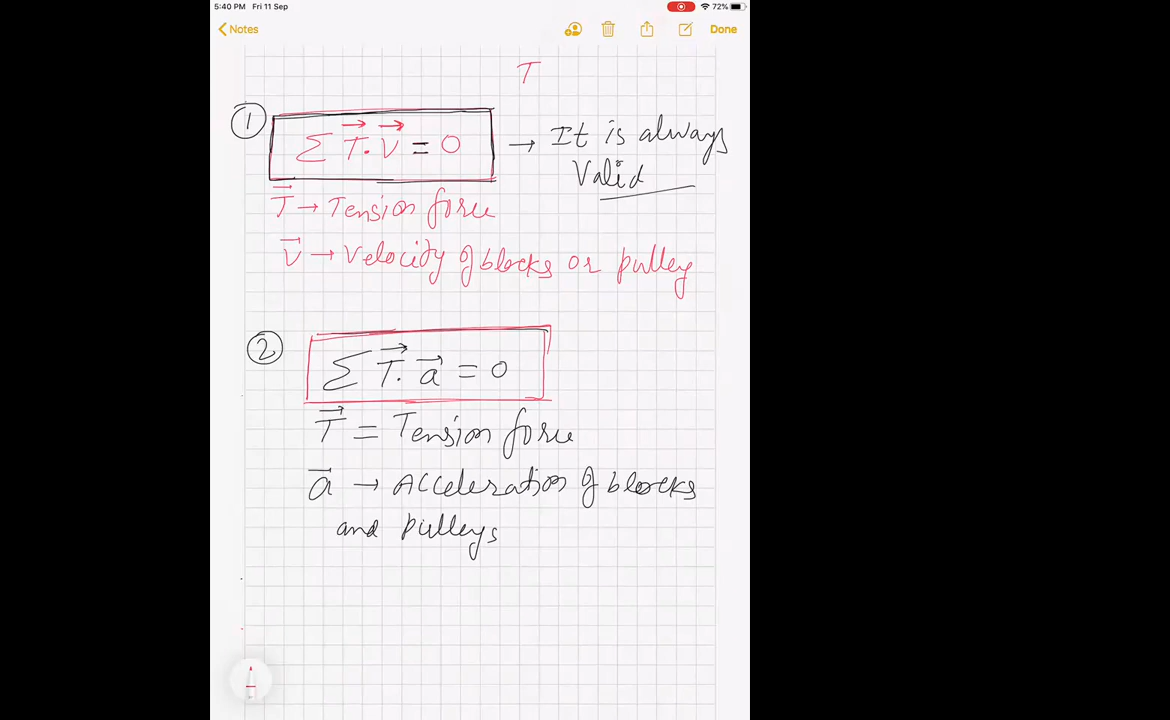 5:40 PM Fri 11 Sep
72%
Notes
Done
T
① Σ T⃗·v⃗ = 0 → It is always
Valid
T⃗ → Tension force
v⃗ → Velocity of blocks or pulley
② Σ T⃗·a⃗ = 0
T⃗ = Tension force
a⃗ → Acceleration of blocks
and pulleys